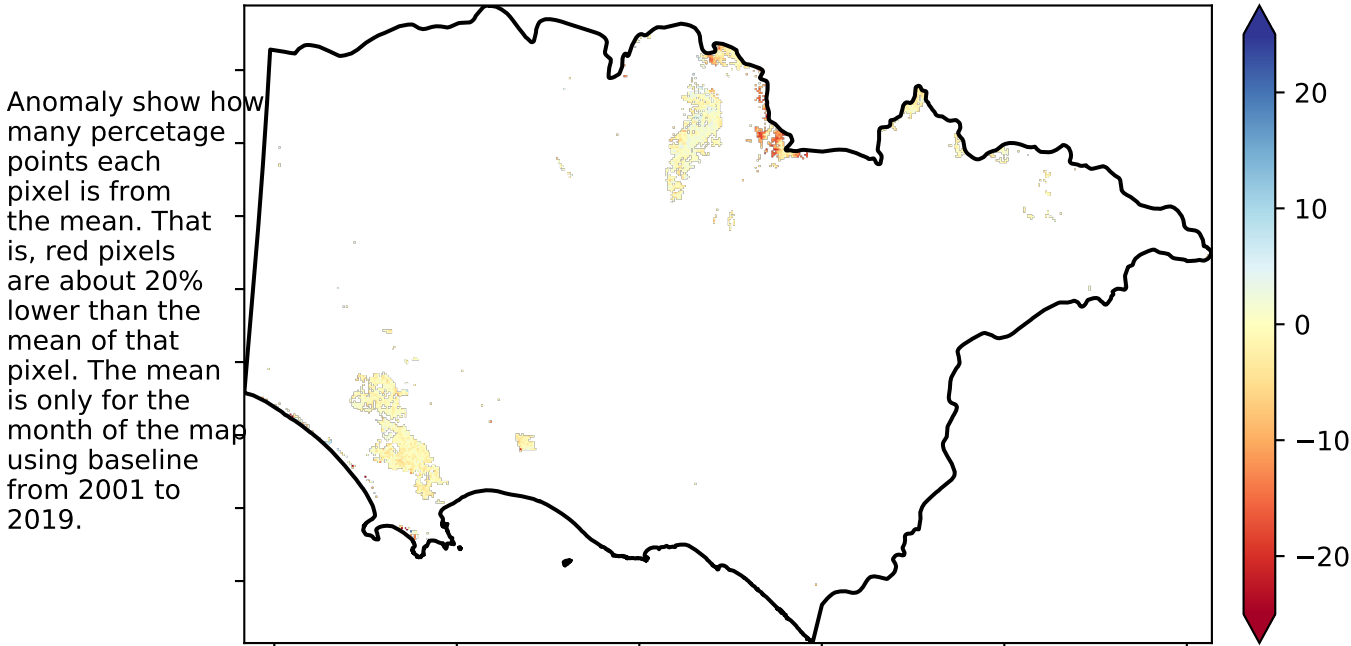 Anomaly show how
many percetage
points each
pixel is from
the mean. That
is, red pixels
are about 20%
lower than the
mean of that
pixel. The mean
is only for the
month of the map
using baseline
from 2001 to
2019.
20
10
0
−10
−20